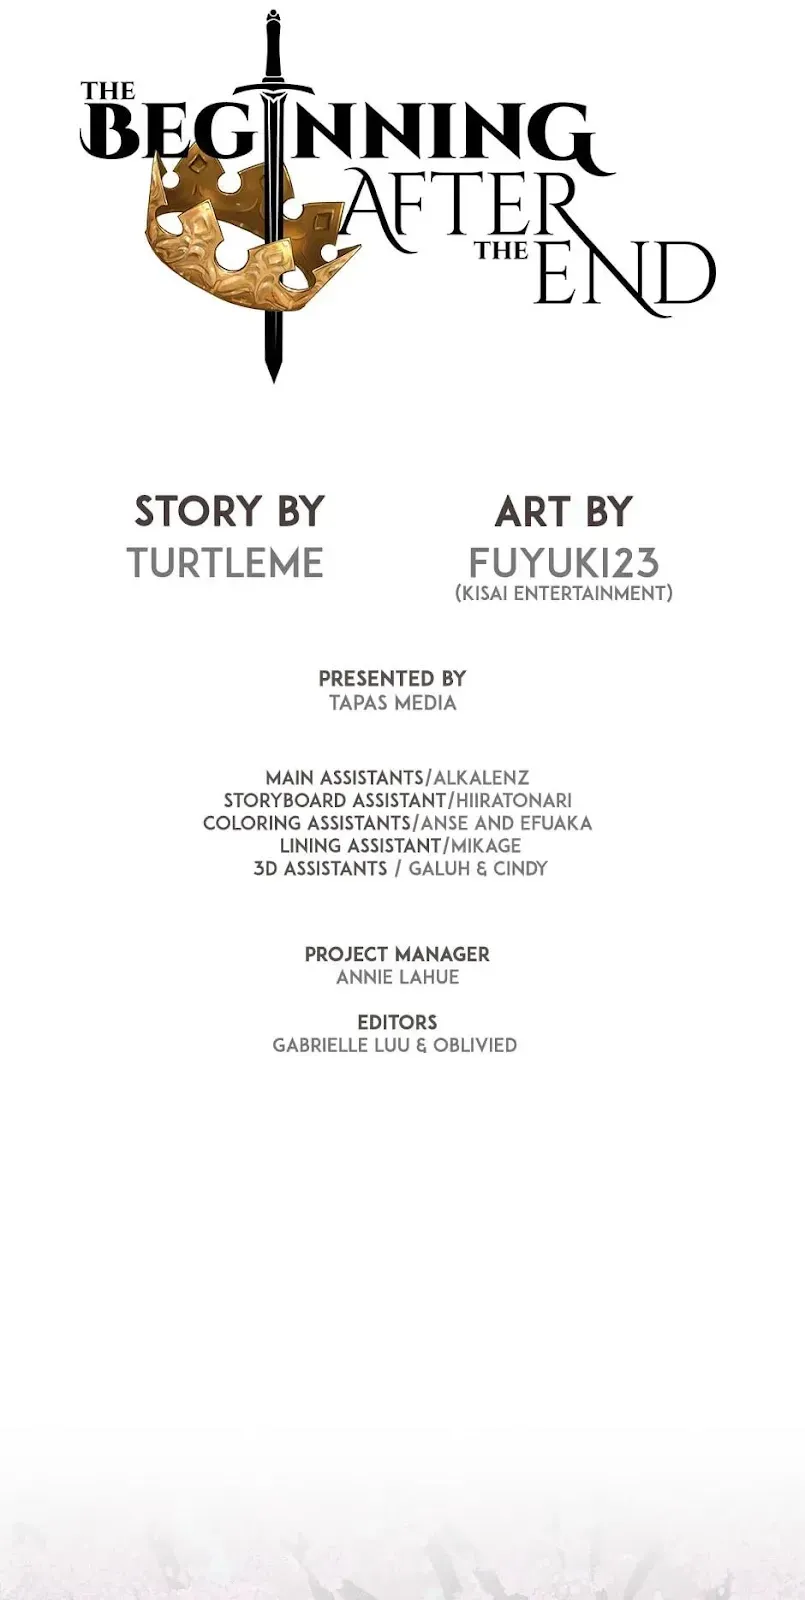 THE
BEGINNING
AFTER
THE
END
STORY BY
TURTLEME
ART BY
FUYUKI23
(KISAI ENTERTAINMENT)
PRESENTED BY
TAPAS MEDIA
MAIN ASSISTANTS/ALKALENZ
STORYBOARD ASSISTANT/HIIRATONARI
COLORING ASSISTANTS/ANSE AND EFUAKA
LINING ASSISTANT/MIKAGE
3D ASSISTANTS / GALUH & CINDY
PROJECT MANAGER
ANNIE LAHUE
EDITORS
GABRIELLE LUU & OBLIVIED